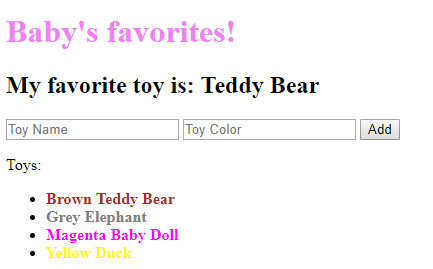 Baby's favorites!
My favorite toy is: Teddy Bear
Toy Name Toy Color Add
Toys:
Brown Teddy Bear
Grey Elephant
Magenta Baby Doll
Yellow Duck